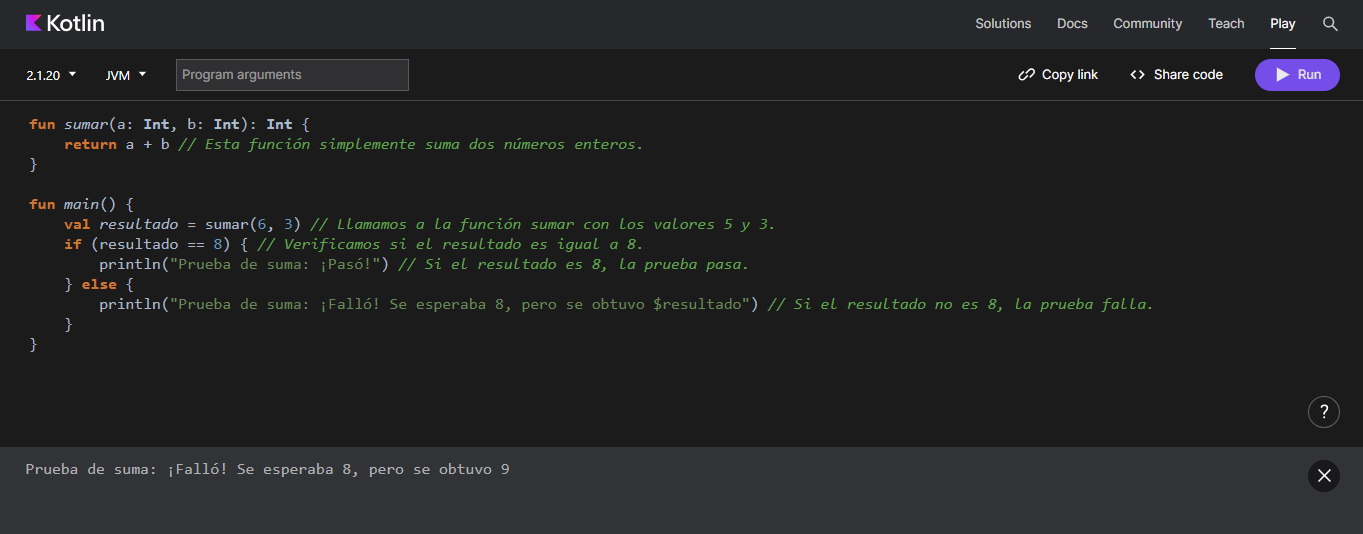 Kotlin Solutions Docs Community Teach Play
2.1.20 JVM Program arguments Copy link Share code Run
fun sumar(a: Int, b: Int): Int {
    return a + b // Esta función simplemente suma dos números enteros.
}
fun main() {
    val resultado = sumar(6, 3) // Llamamos a la función sumar con los valores 5 y 3.
    if (resultado == 8) { // Verificamos si el resultado es igual a 8.
        println("Prueba de suma: ¡Pasó!") // Si el resultado es 8, la prueba pasa.
    } else {
        println("Prueba de suma: ¡Falló! Se esperaba 8, pero se obtuvo $resultado") // Si el resultado no es 8, la prueba falla.
    }
}
?
Prueba de suma: ¡Falló! Se esperaba 8, pero se obtuvo 9